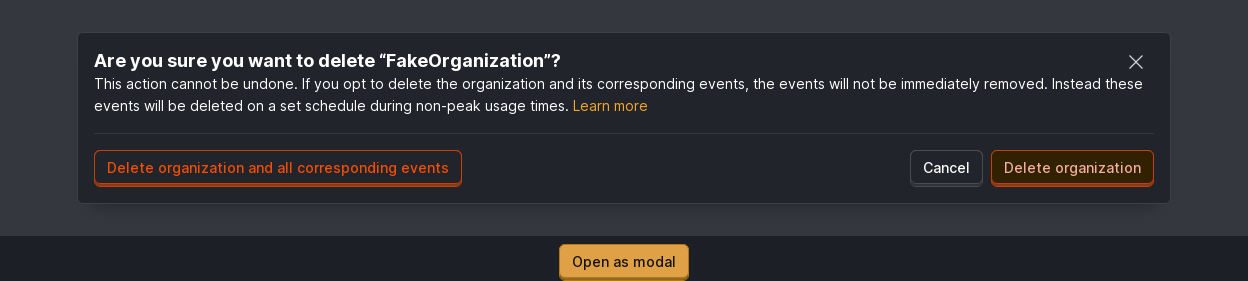 Are you sure you want to delete “FakeOrganization”?
This action cannot be undone. If you opt to delete the organization and its corresponding events, the events will not be immediately removed. Instead these
events will be deleted on a set schedule during non-peak usage times. Learn more
Delete organization and all corresponding events
Cancel
Delete organization
Open as modal